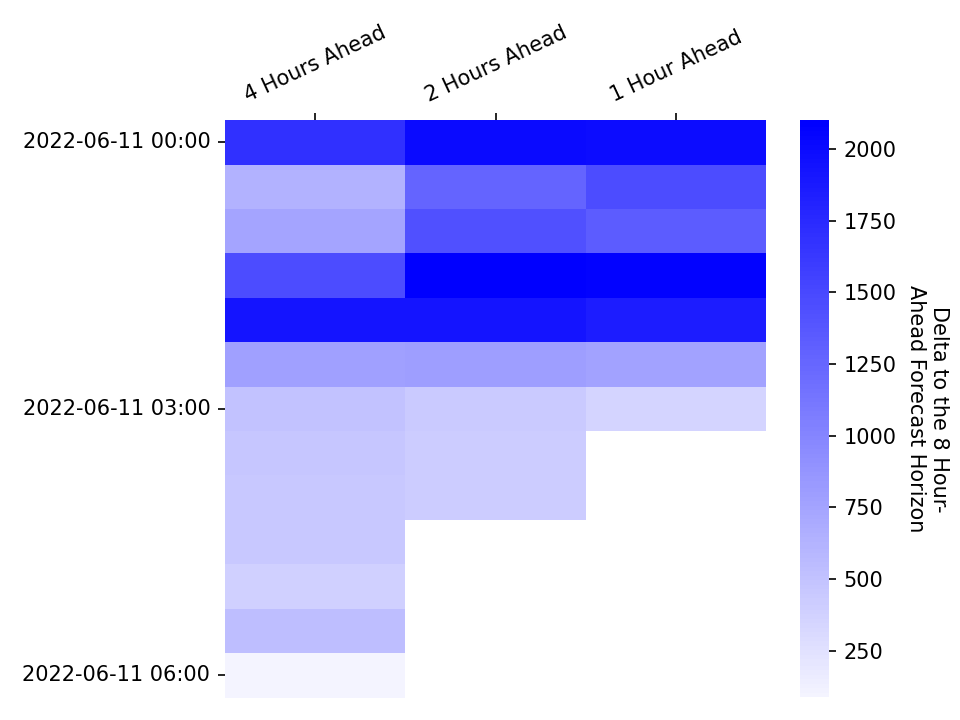 4 Hours Ahead
2 Hours Ahead
1 Hour Ahead
2022-06-11 00:00
2022-06-11 03:00
2022-06-11 06:00
2000
1750
1500
1250
1000
750
500
250
Delta to the 8 Hour-
Ahead Forecast Horizon